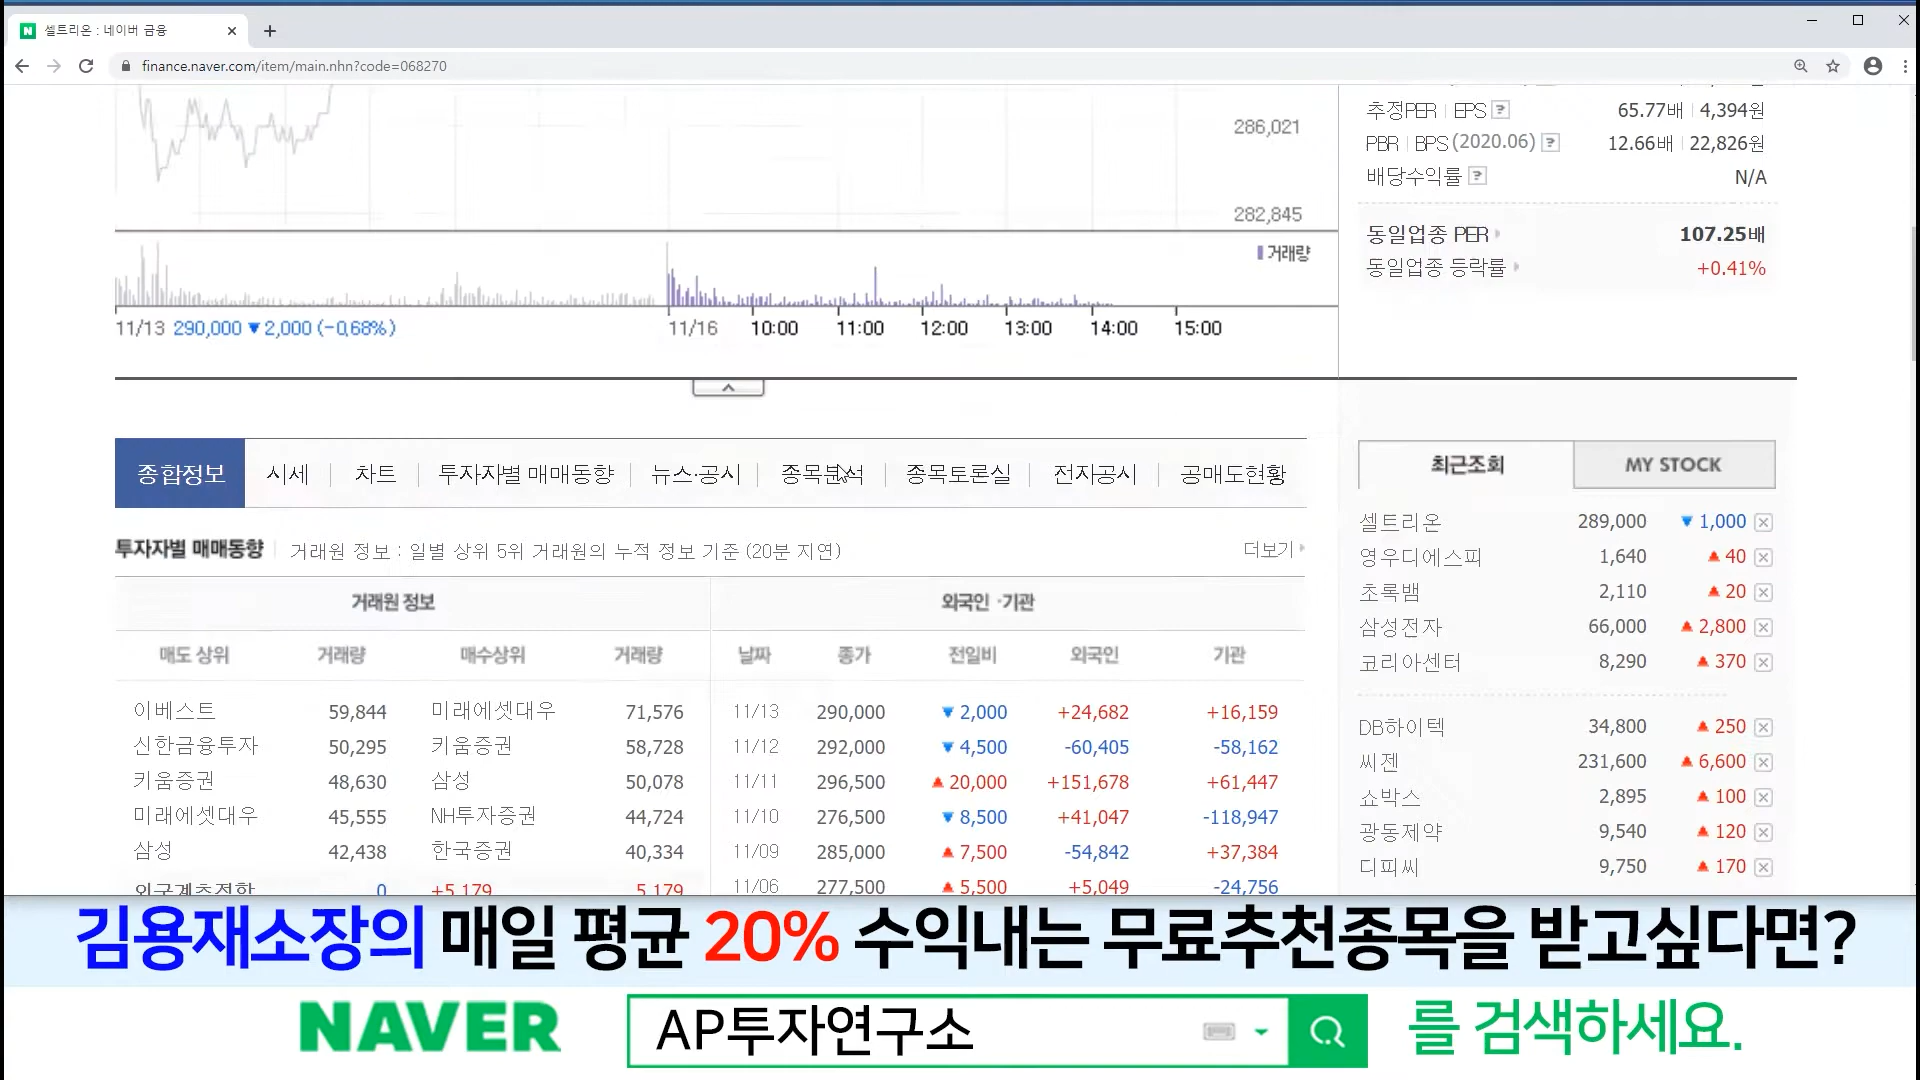 셀트리온 : 네이버 금융
finance.naver.com/item/main.nhn?code=068270
286,021
282,845
거래량
11/13 290,000 ▼ 2,000 (-0.68%)
11/16 10:00 11:00 12:00 13:00 14:00 15:00
추정PER | EPS ? 65.77배 | 4,394원
PBR | BPS (2020.06) ? 12.66배 | 22,826원
배당수익률 ? N/A
동일업종 PER 107.25배
동일업종 등락률 +0.41%
종합정보 시세 차트 투자자별 매매동향 뉴스·공시 종목분석 종목토론실 전자공시 공매도현황
투자자별 매매동향 거래원 정보 : 일별 상위 5위 거래원의 누적 정보 기준 (20분 지연) 더보기
거래원 정보 외국인 ·기관
매도 상위 거래량 매수상위 거래량 날짜 종가 전일비 외국인 기관
이베스트 59,844 미래에셋대우 71,576 11/13 290,000 ▼ 2,000 +24,682 +16,159
신한금융투자 50,295 키움증권 58,728 11/12 292,000 ▼ 4,500 -60,405 -58,162
키움증권 48,630 삼성 50,078 11/11 296,500 ▲ 20,000 +151,678 +61,447
미래에셋대우 45,555 NH투자증권 44,724 11/10 276,500 ▼ 8,500 +41,047 -118,947
삼성 42,438 한국증권 40,334 11/09 285,000 ▲ 7,500 -54,842 +37,384
외국계추정합 0 +5,179 5,179 11/06 277,500 ▲ 5,500 +5,049 -24,756
최근조회 MY STOCK
셀트리온 289,000 ▼ 1,000
영우디에스피 1,640 ▲ 40
초록뱀 2,110 ▲ 20
삼성전자 66,000 ▲ 2,800
코리아센터 8,290 ▲ 370
DB하이텍 34,800 ▲ 250
씨젠 231,600 ▲ 6,600
쇼박스 2,895 ▲ 100
광동제약 9,540 ▲ 120
디피씨 9,750 ▲ 170
김용재소장의 매일 평균 20% 수익내는 무료추천종목을 받고싶다면?
NAVER AP투자연구소 를 검색하세요.